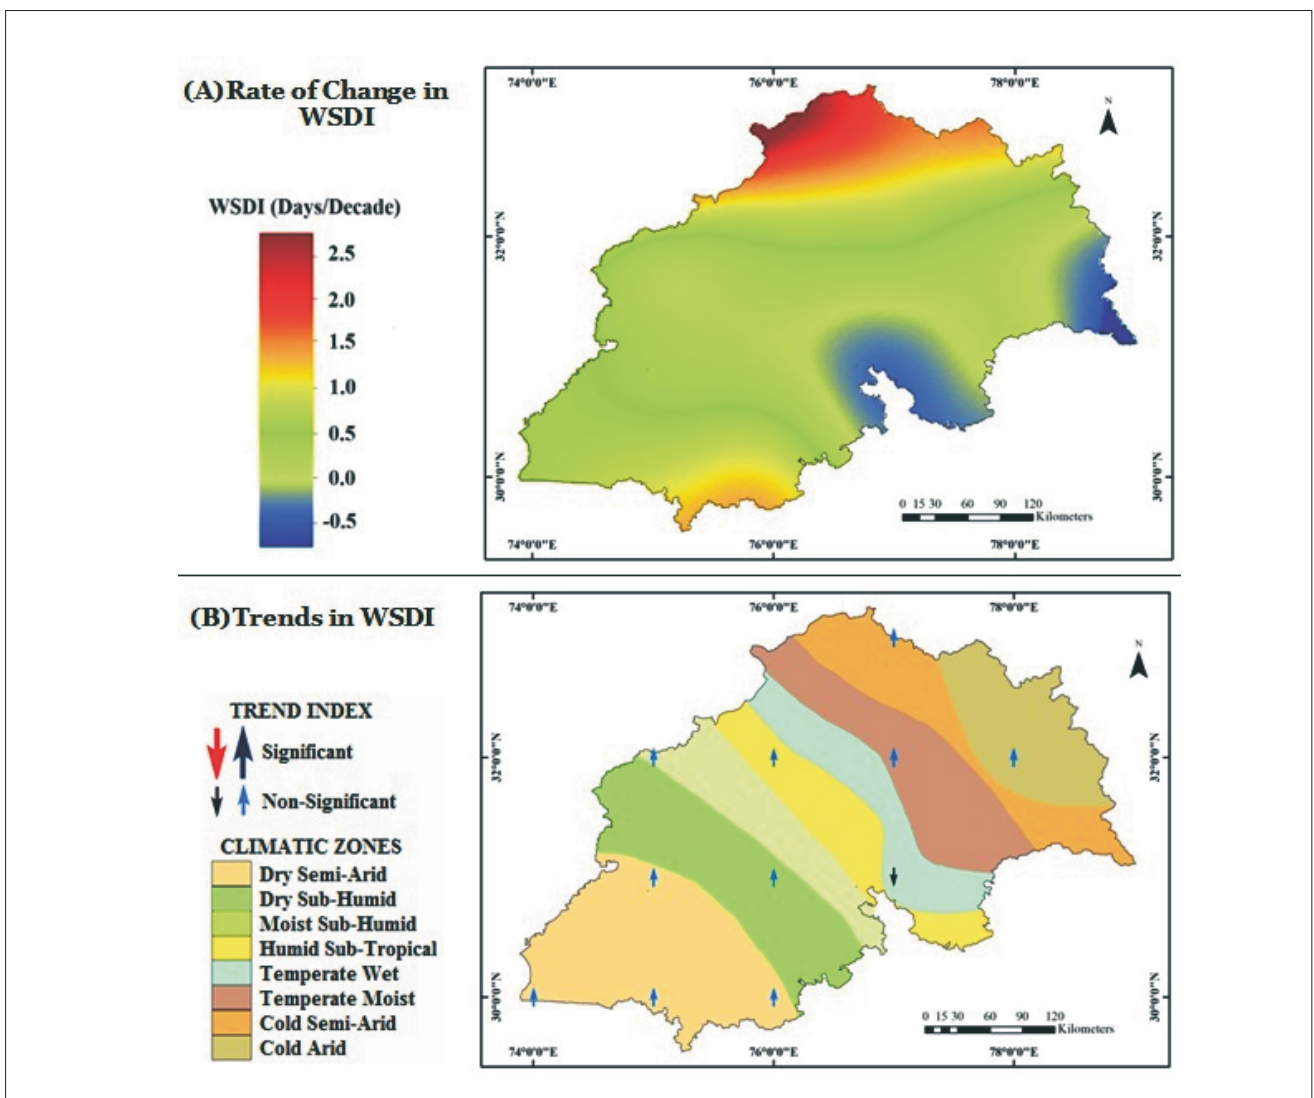 (A)Rate of Change in
WSDI
WSDI (Days/Decade)
2.5
2.0
1.5
1.0
0.5
0.0
-0.5
74°0'0"E
76°0'0"E
78°0'0"E
N
32°0'0"N
32°0'0"N
30°0'0"N
30°0'0"N
0 15 30 60 90 120
Kilometers
74°0'0"E
76°0'0"E
78°0'0"E
(B)Trends in WSDI
TREND INDEX
Significant
Non-Significant
CLIMATIC ZONES
Dry Semi-Arid
Dry Sub-Humid
Moist Sub-Humid
Humid Sub-Tropical
Temperate Wet
Temperate Moist
Cold Semi-Arid
Cold Arid
74°0'0"E
76°0'0"E
78°0'0"E
N
32°0'0"N
32°0'0"N
30°0'0"N
30°0'0"N
0 15 30 60 90 120
Kilometers
74°0'0"E
76°0'0"E
78°0'0"E